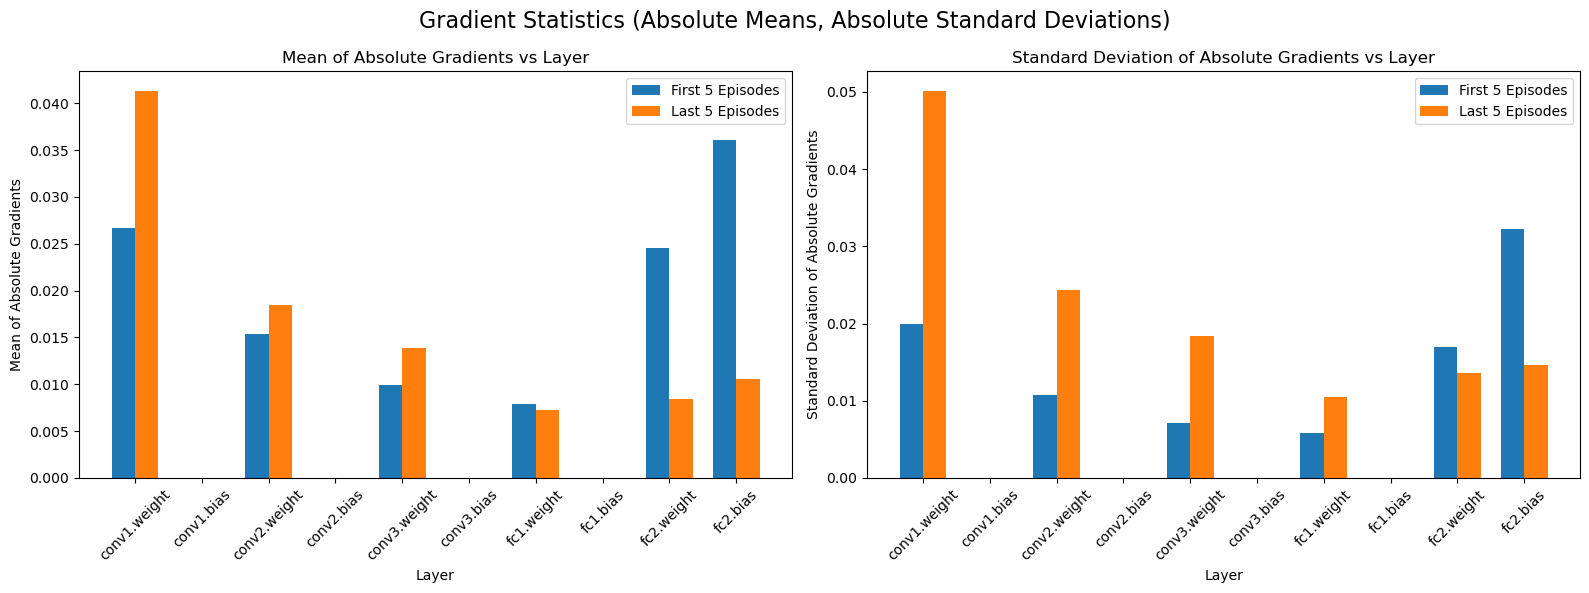 Gradient Statistics (Absolute Means, Absolute Standard Deviations)
Mean of Absolute Gradients vs Layer
Mean of Absolute Gradients
0.040
0.035
0.030
0.025
0.020
0.015
0.010
0.005
0.000
First 5 Episodes
Last 5 Episodes
conv1.weight
conv1.bias
conv2.weight
conv2.bias
conv3.weight
conv3.bias
fc1.weight
fc1.bias
fc2.weight
fc2.bias
Layer
Standard Deviation of Absolute Gradients vs Layer
Standard Deviation of Absolute Gradients
0.05
0.04
0.03
0.02
0.01
0.00
First 5 Episodes
Last 5 Episodes
conv1.weight
conv1.bias
conv2.weight
conv2.bias
conv3.weight
conv3.bias
fc1.weight
fc1.bias
fc2.weight
fc2.bias
Layer